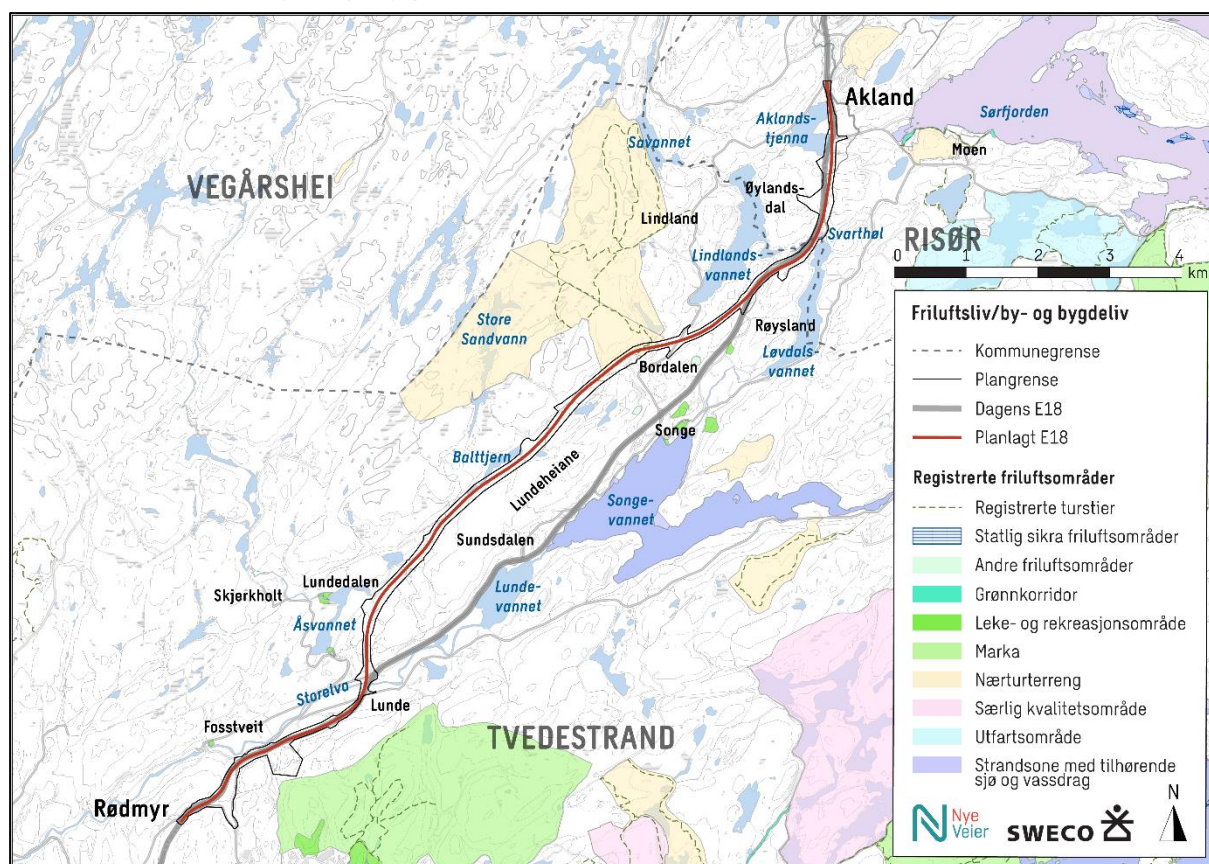 Akland
Aklands-
tjenna
Sørfjorden
Moen
Savannet
VEGÅRSHEI
Øylands-
dal
Lindland
Svarthøl
RISØR
Lindlands-
vannet
0 1 2 3 4
km
Store
Sandvann
Røysland
Løvdals-
vannet
Bordalen
Songe
Balttjern
Lundeheiane
Songe-
vannet
Sundsdalen
Lunde-
vannet
Lundedalen
Skjerkholt
Åsvannet
Storelva
Lunde
Fosstveit
TVEDESTRAND
Rødmyr
Friluftsliv/by- og bygdeliv
Kommunegrense
Plangrense
Dagens E18
Planlagt E18
Registrerte friluftsområder
Registrerte turstier
Statlig sikra friluftsområder
Andre friluftsområder
Grønnkorridor
Leke- og rekreasjonsområde
Marka
Nærturterreng
Særlig kvalitetsområde
Utfartsområde
Strandsone med tilhørende
sjø og vassdrag
N
Nye
Veier
SWECO